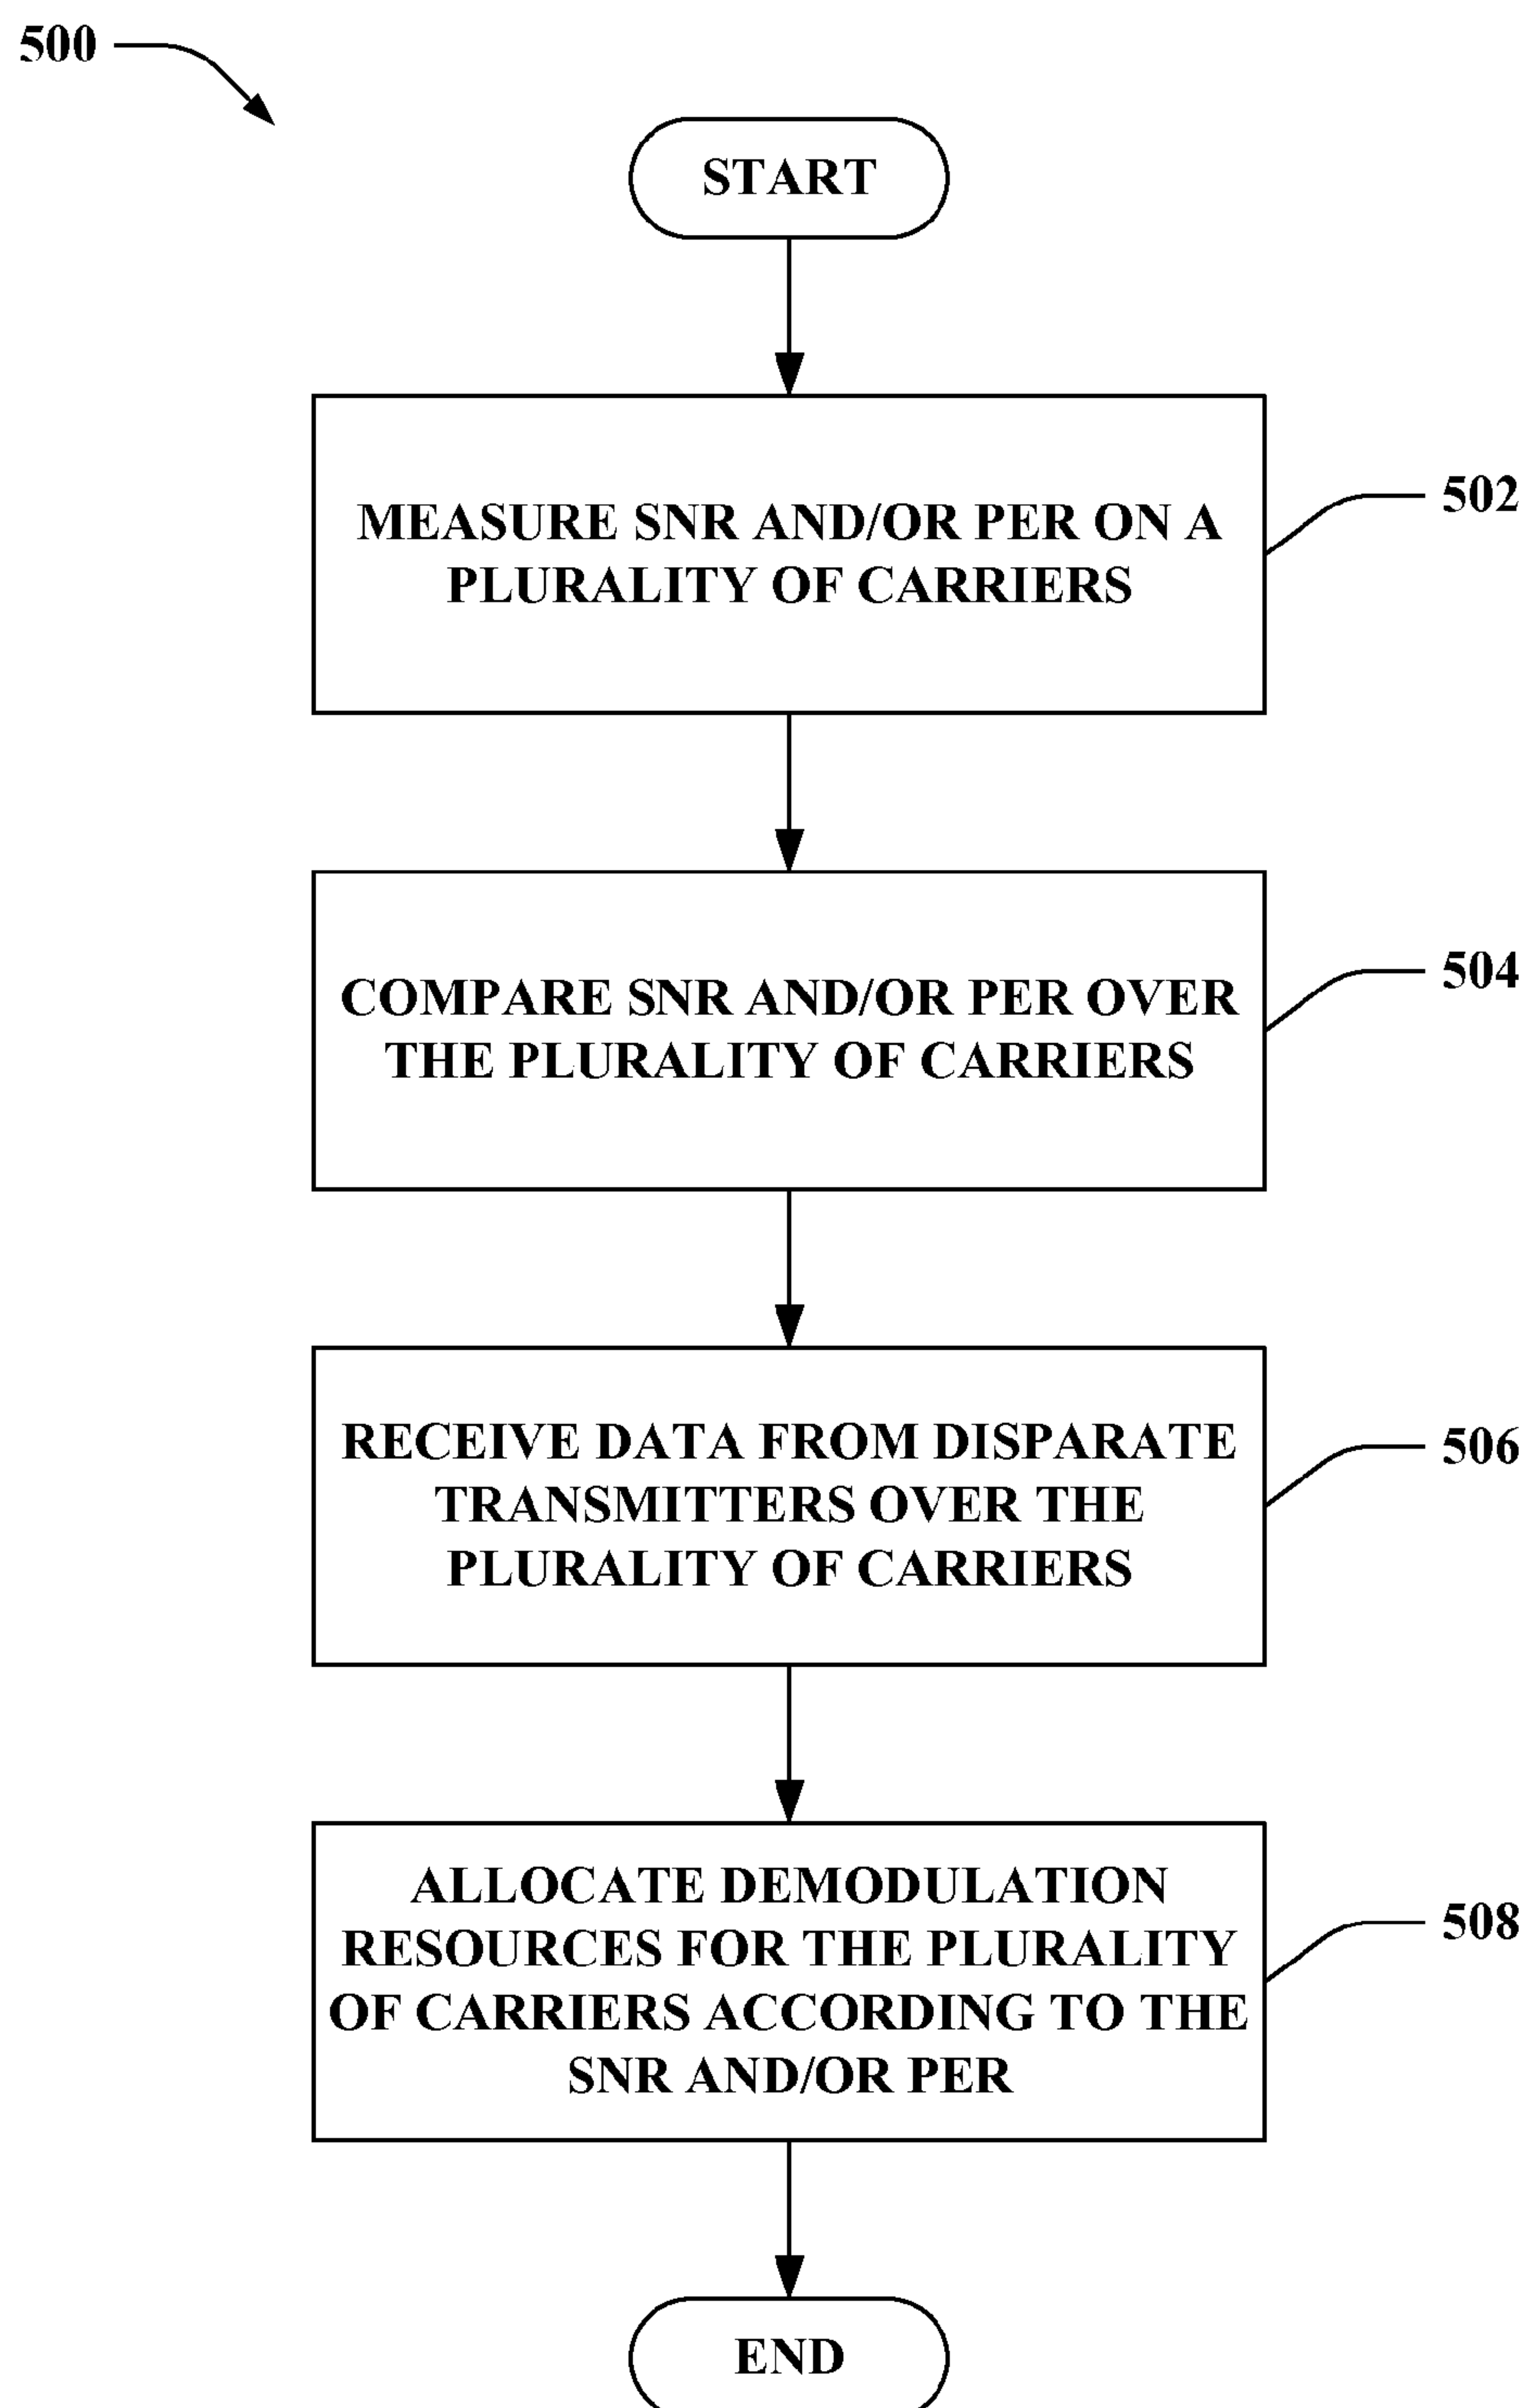 500
START
MEASURE SNR AND/OR PER ON A
PLURALITY OF CARRIERS
502
COMPARE SNR AND/OR PER OVER
THE PLURALITY OF CARRIERS
504
RECEIVE DATA FROM DISPARATE
TRANSMITTERS OVER THE
PLURALITY OF CARRIERS
506
ALLOCATE DEMODULATION
RESOURCES FOR THE PLURALITY
OF CARRIERS ACCORDING TO THE
SNR AND/OR PER
508
END